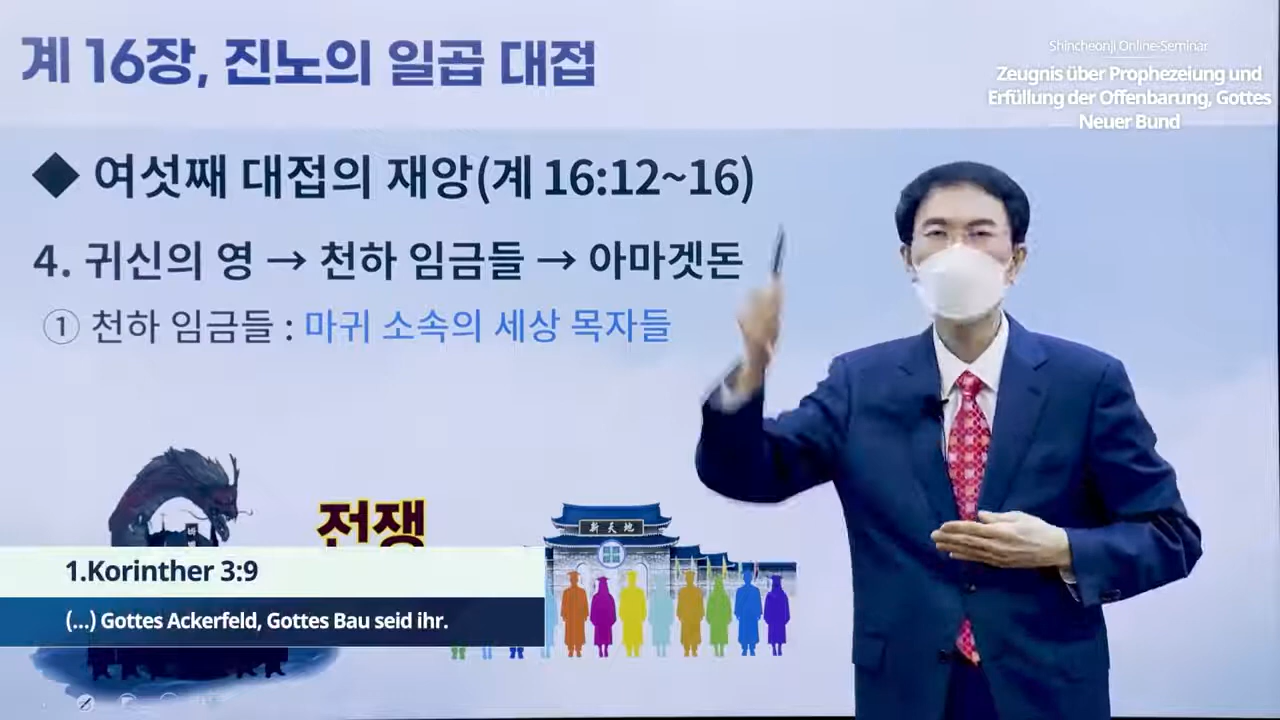 계 16장, 진노의 일곱 대접
Shincheonji Online-Seminar
Zeugnis über Prophezeiung und
Erfüllung der Offenbarung, Gottes
Neuer Bund
◆ 여섯째 대접의 재앙(계 16:12~16)
4. 귀신의 영 → 천하 임금들 → 아마겟돈
① 천하 임금들 : 마귀 소속의 세상 목자들
전쟁
新天地
1.Korinther 3:9
(...) Gottes Ackerfeld, Gottes Bau seid ihr.